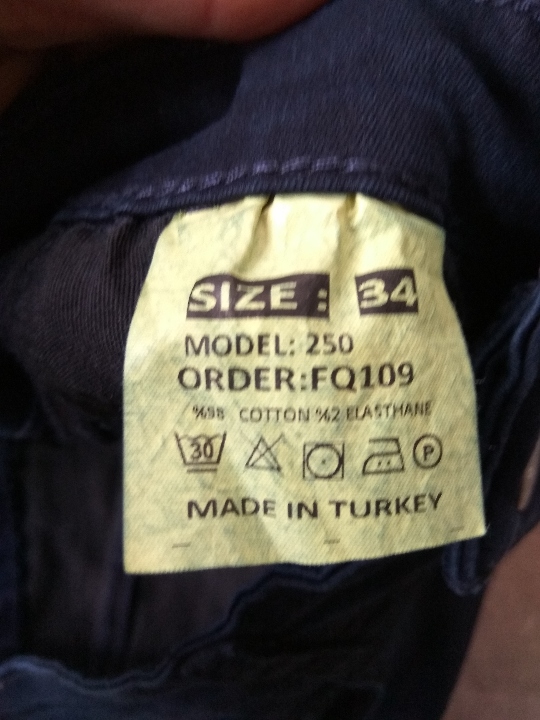 SIZE : 34
MODEL: 250
ORDER:FQ109
%98 COTTON %2 ELASTHANE
30 P
MADE IN TURKEY